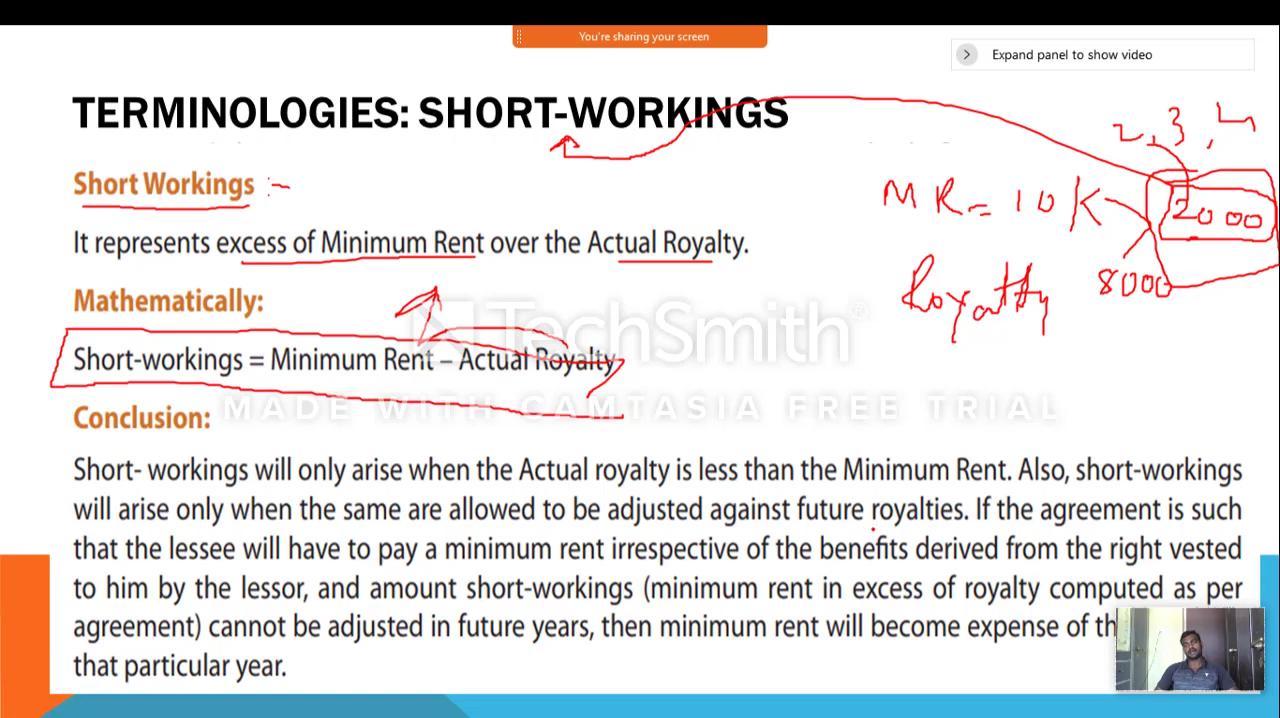 You're sharing your screen
Expand panel to show video
TERMINOLOGIES: SHORT-WORKINGS
2, 3, 4
Short Workings :-
MR = 10K
2000
It represents excess of Minimum Rent over the Actual Royalty.
Royalty 8000
Mathematically:
TechSmith®
Short-workings = Minimum Rent – Actual Royalty
MADE WITH CAMTASIA FREE TRIAL
Conclusion:
Short- workings will only arise when the Actual royalty is less than the Minimum Rent. Also, short-workings
will arise only when the same are allowed to be adjusted against future royalties. If the agreement is such
that the lessee will have to pay a minimum rent irrespective of the benefits derived from the right vested
to him by the lessor, and amount short-workings (minimum rent in excess of royalty computed as per
agreement) cannot be adjusted in future years, then minimum rent will become expense of
that particular year.